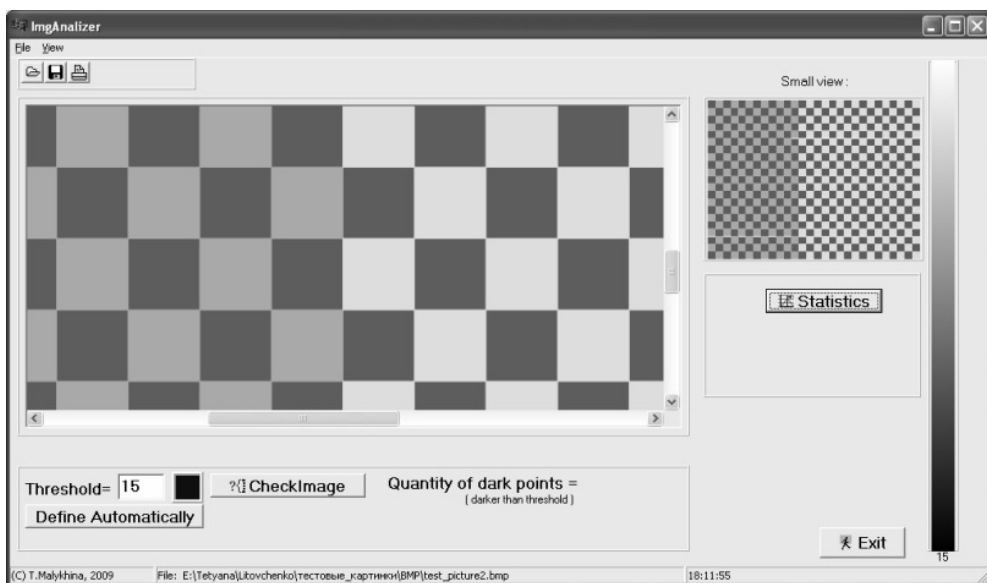 ImgAnalizer
File View
Small view :
Statistics
Threshold= 15
?{} CheckImage
Quantity of dark points =
( darker than threshold )
Define Automatically
Exit
15
(C) T.Malykhina, 2009 File: E:\Tetyana\Litovchenko\тестовые_картинки\BMP\test_picture2.bmp 18:11:55